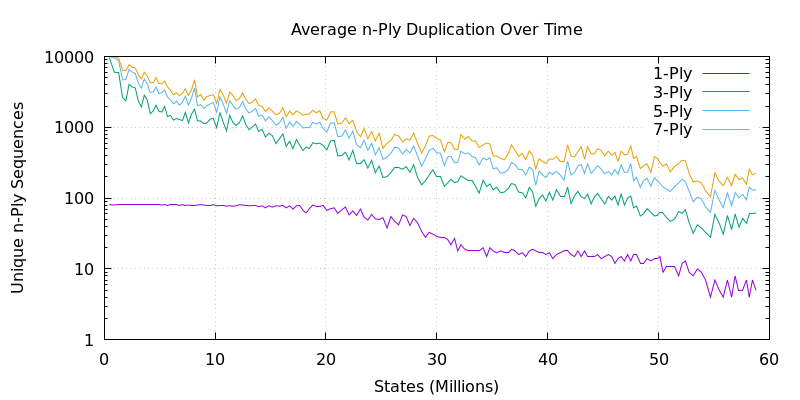 Average n-Ply Duplication Over Time
Unique n-Ply Sequences
10000
1000
100
10
1
1-Ply
3-Ply
5-Ply
7-Ply
0 10 20 30 40 50 60
States (Millions)